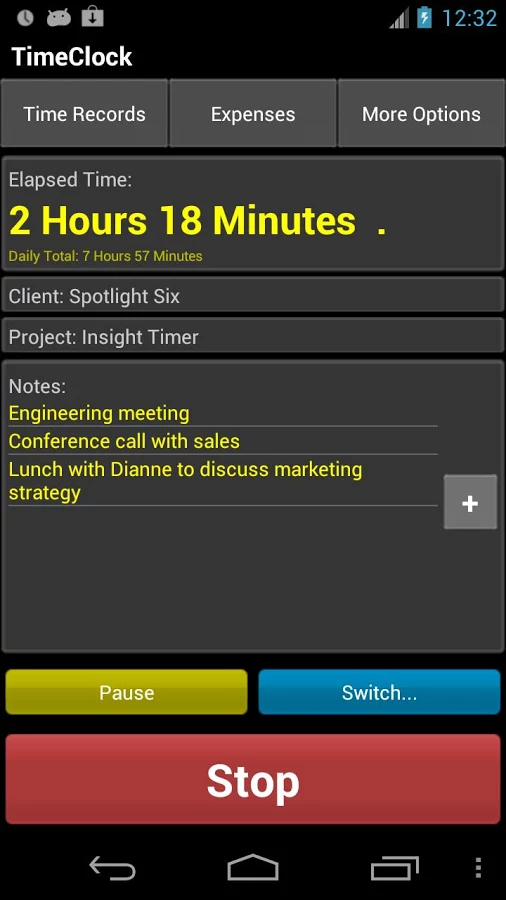 12:32
TimeClock
Time Records
Expenses
More Options
Elapsed Time:
2 Hours 18 Minutes .
Daily Total: 7 Hours 57 Minutes
Client: Spotlight Six
Project: Insight Timer
Notes:
Engineering meeting
Conference call with sales
Lunch with Dianne to discuss marketing
strategy
+
Pause
Switch...
Stop